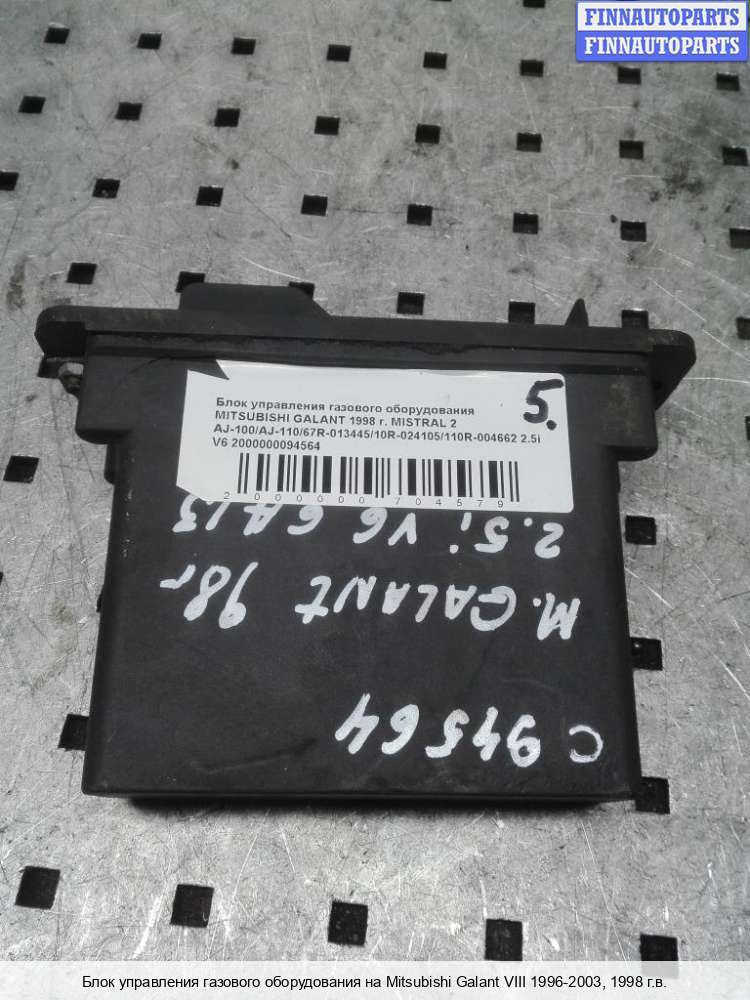 FINNAUTOPARTS
FINNAUTOPARTS
5.
Блок управления газового оборудования
MITSUBISHI GALANT 1998 г. MISTRAL 2
AJ-100/AJ-110/67R-013445/10R-024105/110R-004662 2.5i
V6 2000000094564
2000000704579
2.5i V6 6A13
M. GALANT 98г
C 94564
Блок управления газового оборудования на Mitsubishi Galant VIII 1996-2003, 1998 г.в.